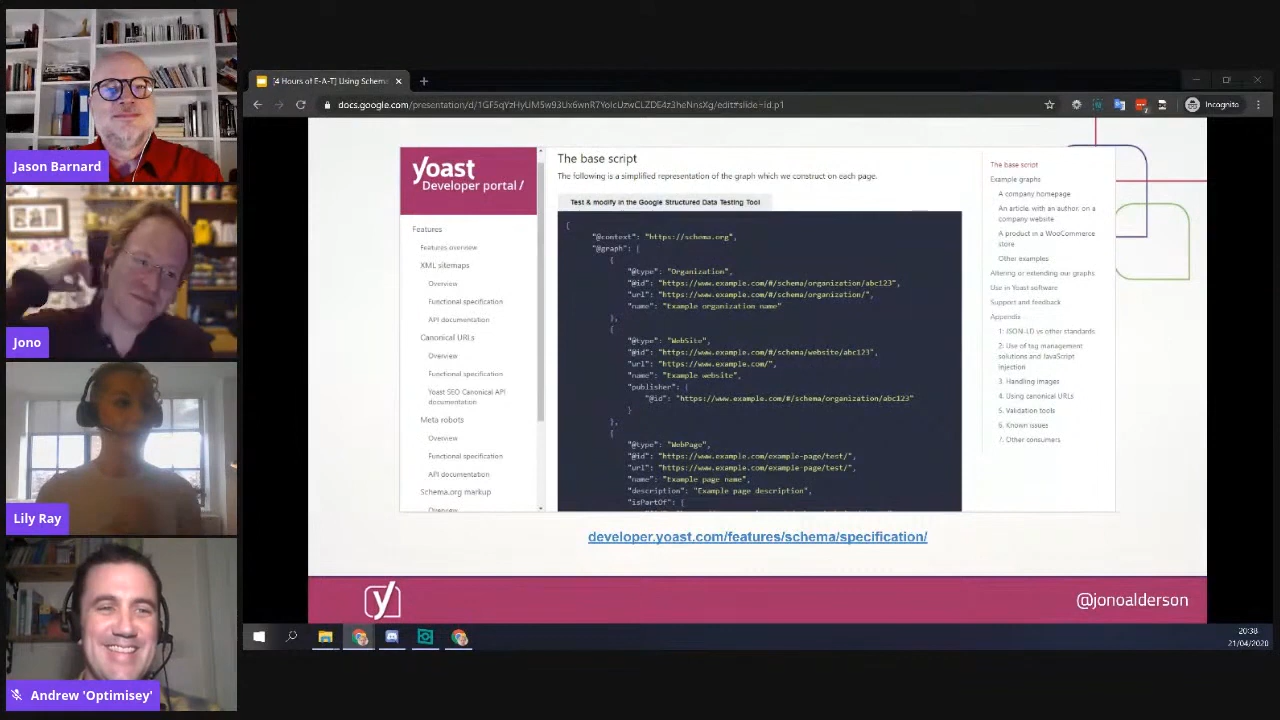 Jason Barnard
Jono
Lily Ray
Andrew 'Optimisey'
[4 Hours of E-A-T] Using Schem
docs.google.com/presentation/d/1GF5qYzHyUM5w93Ux6wnR7YoIcUzwCLZDE4z3heNnsXg/edit#slide=id.p1
Incognito
yoast
Developer portal /
Features
Features overview
XML sitemaps
Overview
Functional specification
API documentation
Canonical URLs
Overview
Functional specification
Yoast SEO Canonical API
documentation
Meta robots
Overview
Functional specification
API documentation
Schema.org markup
Overview
The base script
The following is a simplified representation of the graph which we construct on each page.
Test & modify in the Google Structured Data Testing Tool
{
"@context": "https://schema.org",
"@graph": [
{
"@type": "Organization",
"@id": "https://www.example.com/#/schema/organization/abc123",
"url": "https://www.example.com/#/schema/organization/",
"name": "Example organization name"
},
{
"@type": "WebSite",
"@id": "https://www.example.com/#/schema/website/abc123",
"url": "https://www.example.com/",
"name": "Example website",
"publisher": {
"@id": "https://www.example.com/#/schema/organization/abc123"
}
},
{
"@type": "WebPage",
"@id": "https://www.example.com/example-page/test/",
"url": "https://www.example.com/example-page/test/",
"name": "Example page name",
"description": "Example page description",
"isPartOf": {
The base script
Example graphs
A company homepage
An article, with an author, on a
company website
A product in a WooCommerce
store
Other examples
Altering or extending our graphs
Use in Yoast software
Support and feedback
Appendix
1: JSON-LD vs other standards
2: Use of tag management
solutions and JavaScript
injection
3. Handling images
4. Using canonical URLs
5. Validation tools
6. Known issues
7. Other consumers
developer.yoast.com/features/schema/specification/
y
@jonoalderson
20:38
21/04/2020